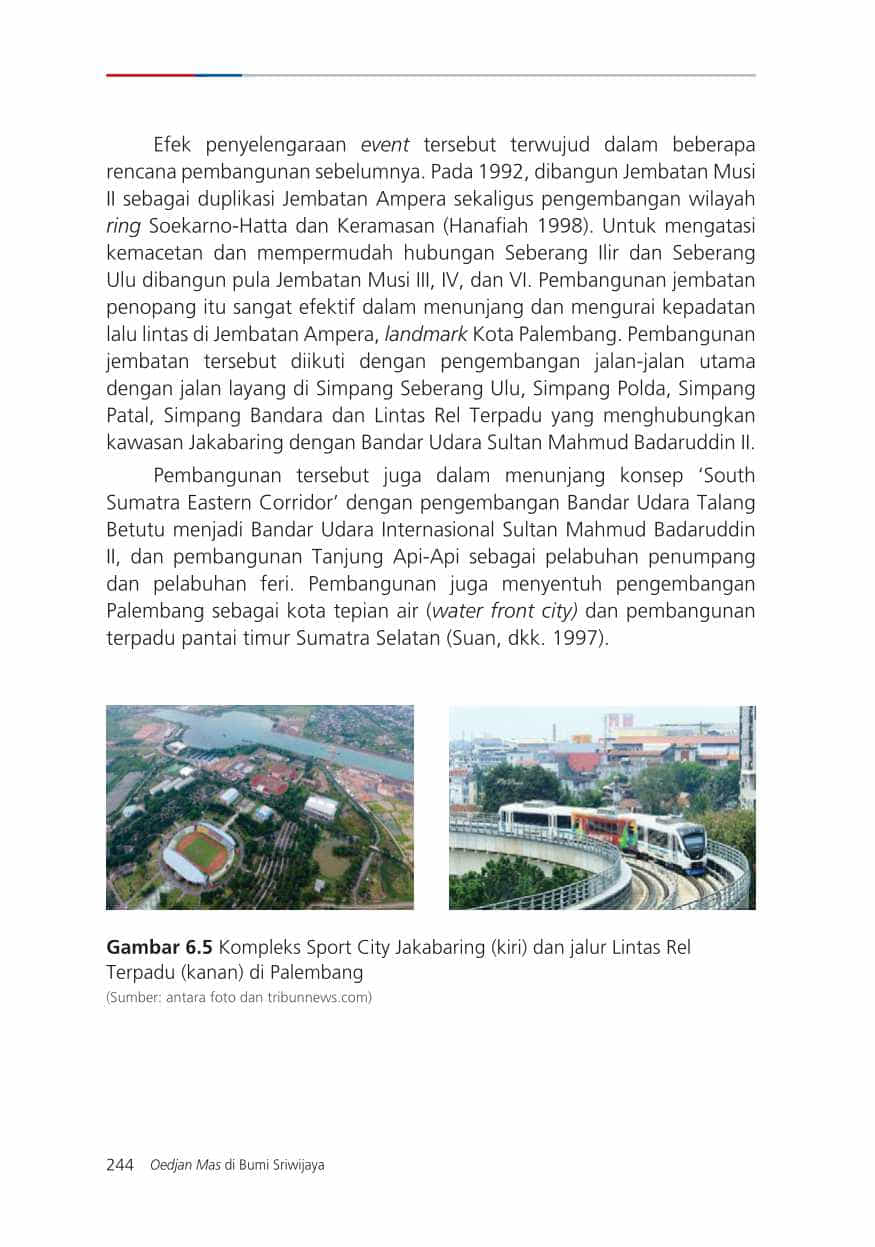 Efek penyelengaraan event tersebut terwujud dalam beberapa
rencana pembangunan sebelumnya. Pada 1992, dibangun Jembatan Musi
II sebagai duplikasi Jembatan Ampera sekaligus pengembangan wilayah
ring Soekarno-Hatta dan Keramasan (Hanafiah 1998). Untuk mengatasi
kemacetan dan mempermudah hubungan Seberang Ilir dan Seberang
Ulu dibangun pula Jembatan Musi III, IV, dan VI. Pembangunan jembatan
penopang itu sangat efektif dalam menunjang dan mengurai kepadatan
lalu lintas di Jembatan Ampera, landmark Kota Palembang. Pembangunan
jembatan tersebut diikuti dengan pengembangan jalan-jalan utama
dengan jalan layang di Simpang Seberang Ulu, Simpang Polda, Simpang
Patal, Simpang Bandara dan Lintas Rel Terpadu yang menghubungkan
kawasan Jakabaring dengan Bandar Udara Sultan Mahmud Badaruddin II.
Pembangunan tersebut juga dalam menunjang konsep ‘South
Sumatra Eastern Corridor’ dengan pengembangan Bandar Udara Talang
Betutu menjadi Bandar Udara Internasional Sultan Mahmud Badaruddin
II, dan pembangunan Tanjung Api-Api sebagai pelabuhan penumpang
dan pelabuhan feri. Pembangunan juga menyentuh pengembangan
Palembang sebagai kota tepian air (water front city) dan pembangunan
terpadu pantai timur Sumatra Selatan (Suan, dkk. 1997).
Gambar 6.5 Kompleks Sport City Jakabaring (kiri) dan jalur Lintas Rel
Terpadu (kanan) di Palembang
(Sumber: antara foto dan tribunnews.com)
244 Oedjan Mas di Bumi Sriwijaya